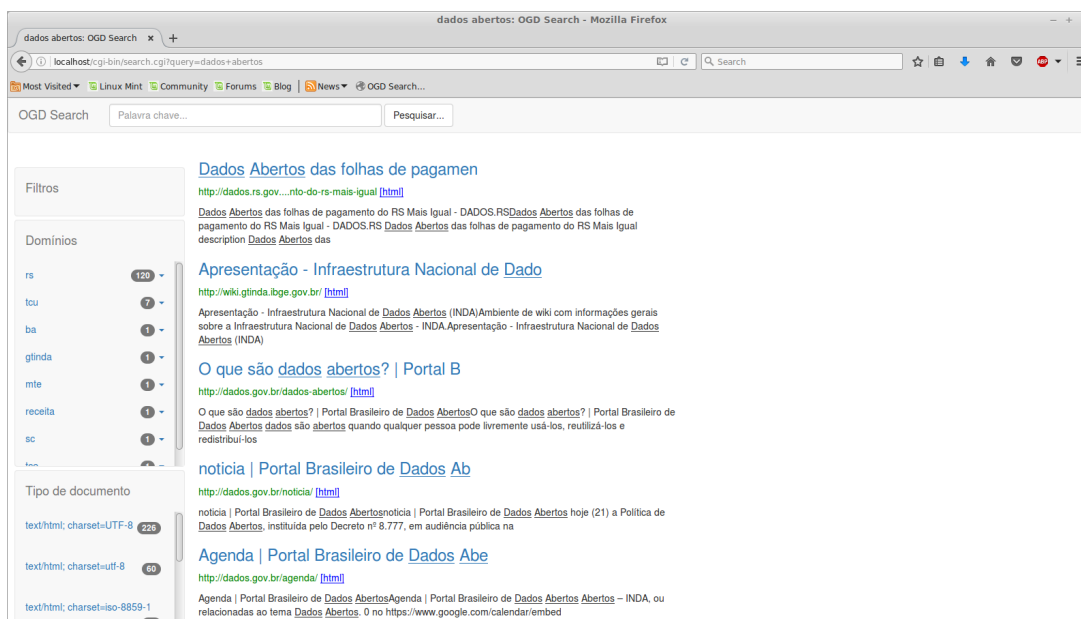 dados abertos: OGD Search - Mozilla Firefox
dados abertos: OGD Search
localhost/cgi-bin/search.cgi?query=dados+abertos
Search
Most Visited Linux Mint Community Forums Blog News OGD Search...
OGD Search Palavra chave... Pesquisar...
Filtros
Domínios
rs 120
tcu 7
ba 1
gtinda 1
mte 1
receita 1
sc 1
Tipo de documento
text/html; charset=UTF-8 226
text/html; charset=utf-8 60
text/html; charset=iso-8859-1
Dados Abertos das folhas de pagamen
http://dados.rs.gov....nto-do-rs-mais-igual [html]
Dados Abertos das folhas de pagamento do RS Mais Igual - DADOS.RSDados Abertos das folhas de
pagamento do RS Mais Igual - DADOS.RS Dados Abertos das folhas de pagamento do RS Mais Igual
description Dados Abertos das
Apresentação - Infraestrutura Nacional de Dado
http://wiki.gtinda.ibge.gov.br/ [html]
Apresentação - Infraestrutura Nacional de Dados Abertos (INDA)Ambiente de wiki com informações gerais
sobre a Infraestrutura Nacional de Dados Abertos - INDA.Apresentação - Infraestrutura Nacional de Dados
Abertos (INDA)
O que são dados abertos? | Portal B
http://dados.gov.br/dados-abertos/ [html]
O que são dados abertos? | Portal Brasileiro de Dados AbertosO que são dados abertos? | Portal Brasileiro de
Dados Abertos dados são abertos quando qualquer pessoa pode livremente usá-los, reutilizá-los e
redistribuí-los
noticia | Portal Brasileiro de Dados Ab
http://dados.gov.br/noticia/ [html]
noticia | Portal Brasileiro de Dados Abertosnoticia | Portal Brasileiro de Dados Abertos hoje (21) a Política de
Dados Abertos, instituída pelo Decreto nº 8.777, em audiência pública na
Agenda | Portal Brasileiro de Dados Abe
http://dados.gov.br/agenda/ [html]
Agenda | Portal Brasileiro de Dados AbertosAgenda | Portal Brasileiro de Dados Abertos Abertos – INDA, ou
relacionadas ao tema Dados Abertos. 0 no https://www.google.com/calendar/embed